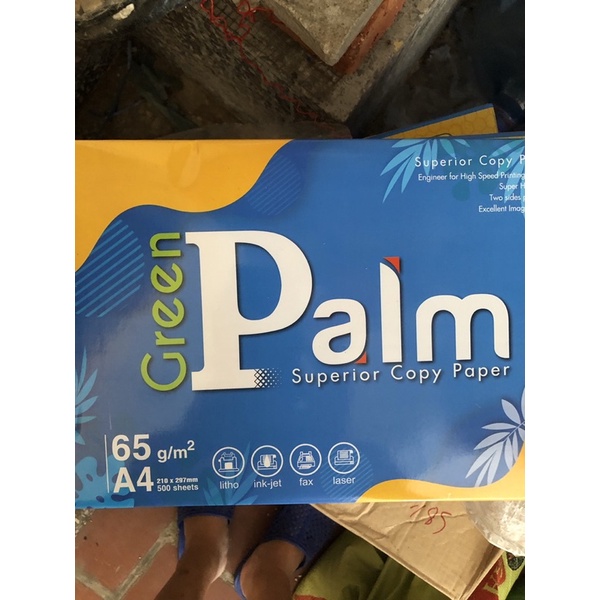 Superior Copy P
Engineer for High Speed Printing
Super H
Two sides
Excellent Imag
Green
Palm
Superior Copy Paper
65 g/m²
A4 210 x 297mm
500 sheets
litho ink-jet fax laser